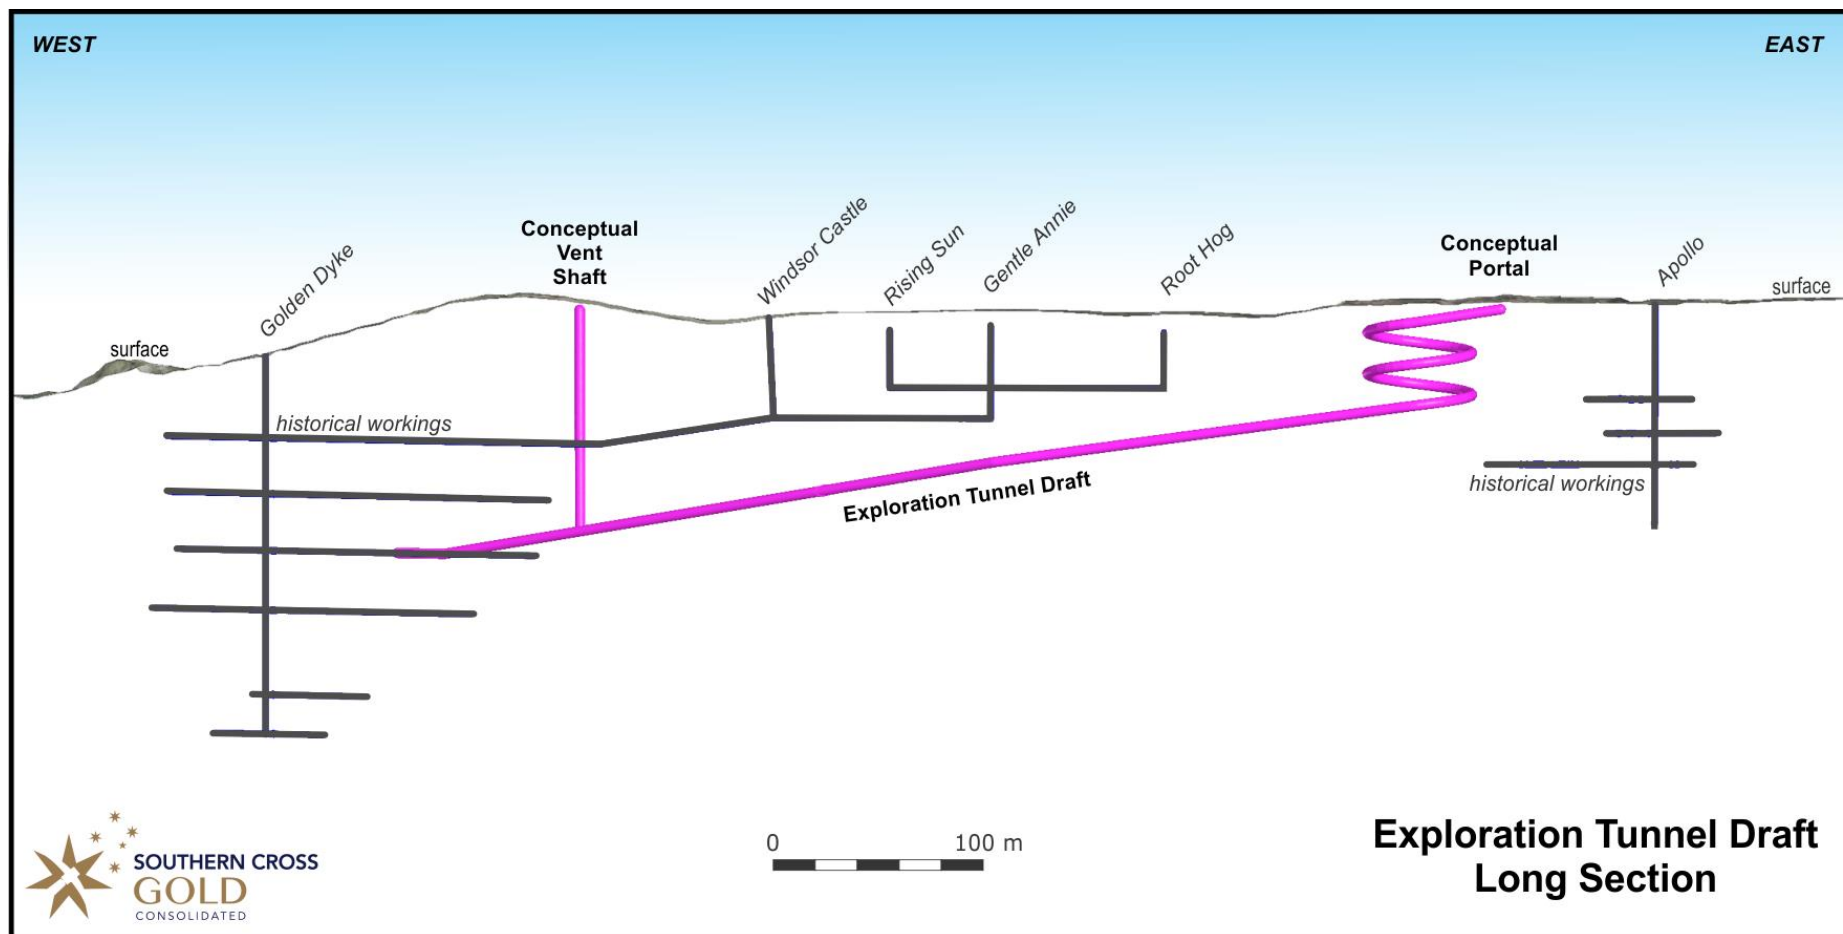 WEST
EAST
Conceptual
Vent
Shaft
Golden Dyke
Windsor Castle
Rising Sun
Gentle Annie
Root Hog
Conceptual
Portal
Apollo
surface
surface
historical workings
Exploration Tunnel Draft
historical workings
0 100 m
Exploration Tunnel Draft
Long Section
SOUTHERN CROSS
GOLD
CONSOLIDATED